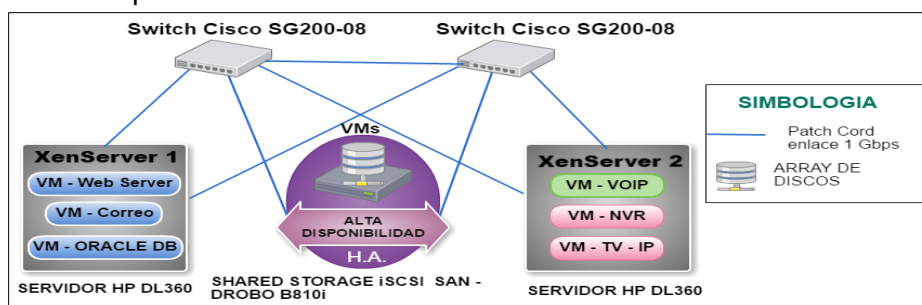 Switch Cisco SG200-08
Switch Cisco SG200-08
SIMBOLOGIA
Patch Cord
enlace 1 Gbps
ARRAY DE
DISCOS
VMs
XenServer 1
VM - Web Server
VM - Correo
VM - ORACLE DB
SERVIDOR HP DL360
ALTA
DISPONIBILIDAD
H.A.
SHARED STORAGE iSCSI SAN -
DROBO B810i
XenServer 2
VM - VOIP
VM - NVR
VM - TV - IP
SERVIDOR HP DL360